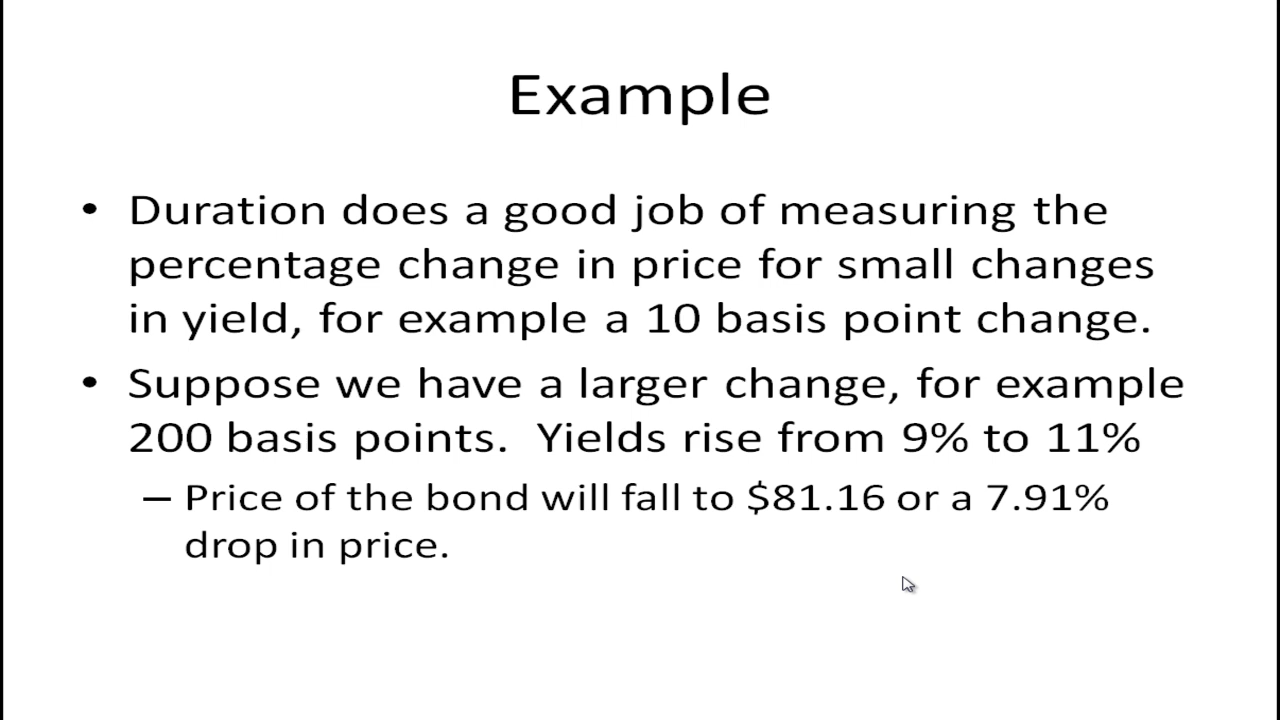 Example
• Duration does a good job of measuring the
percentage change in price for small changes
in yield, for example a 10 basis point change.
• Suppose we have a larger change, for example
200 basis points.  Yields rise from 9% to 11%
– Price of the bond will fall to $81.16 or a 7.91%
drop in price.